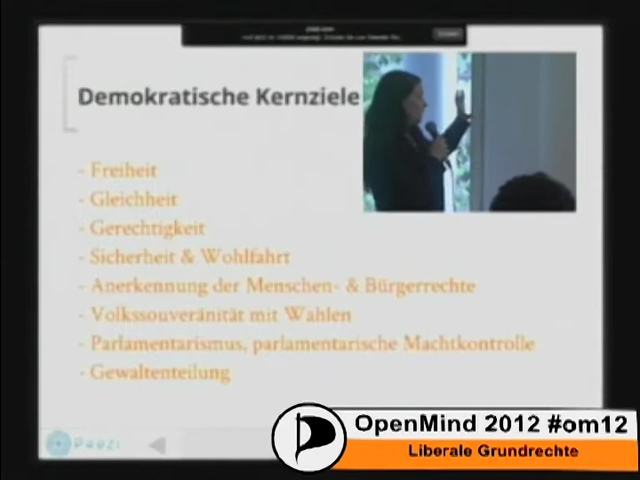 Demokratische Kernziele
- Freiheit
- Gleichheit
- Gerechtigkeit
- Sicherheit & Wohlfahrt
- Anerkennung der Menschen- & Bürgerrechte
- Volkssouveränität mit Wahlen
- Parlamentarismus, parlamentarische Machtkontrolle
- Gewaltenteilung
Prezi
OpenMind 2012 #om12
Liberale Grundrechte